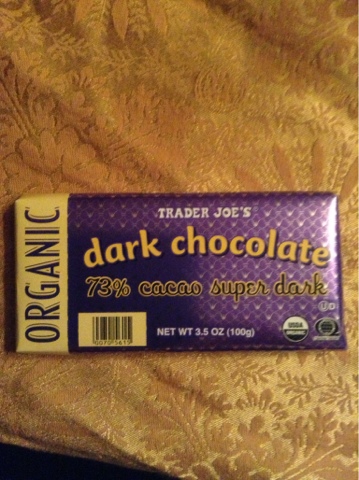 ORGANIC
TRADER JOE'S
dark chocolate
73% cacao super dark
NET WT 3.5 OZ (100g)
USDA
ORGANIC